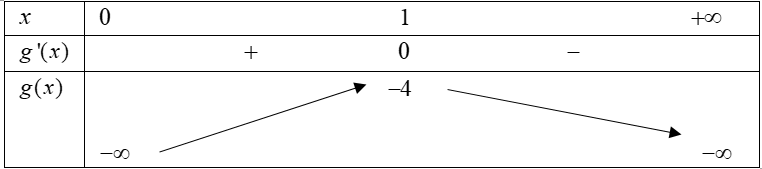 x 0 1 +∞
g'(x) + 0 −
g(x) −4
−∞ −∞